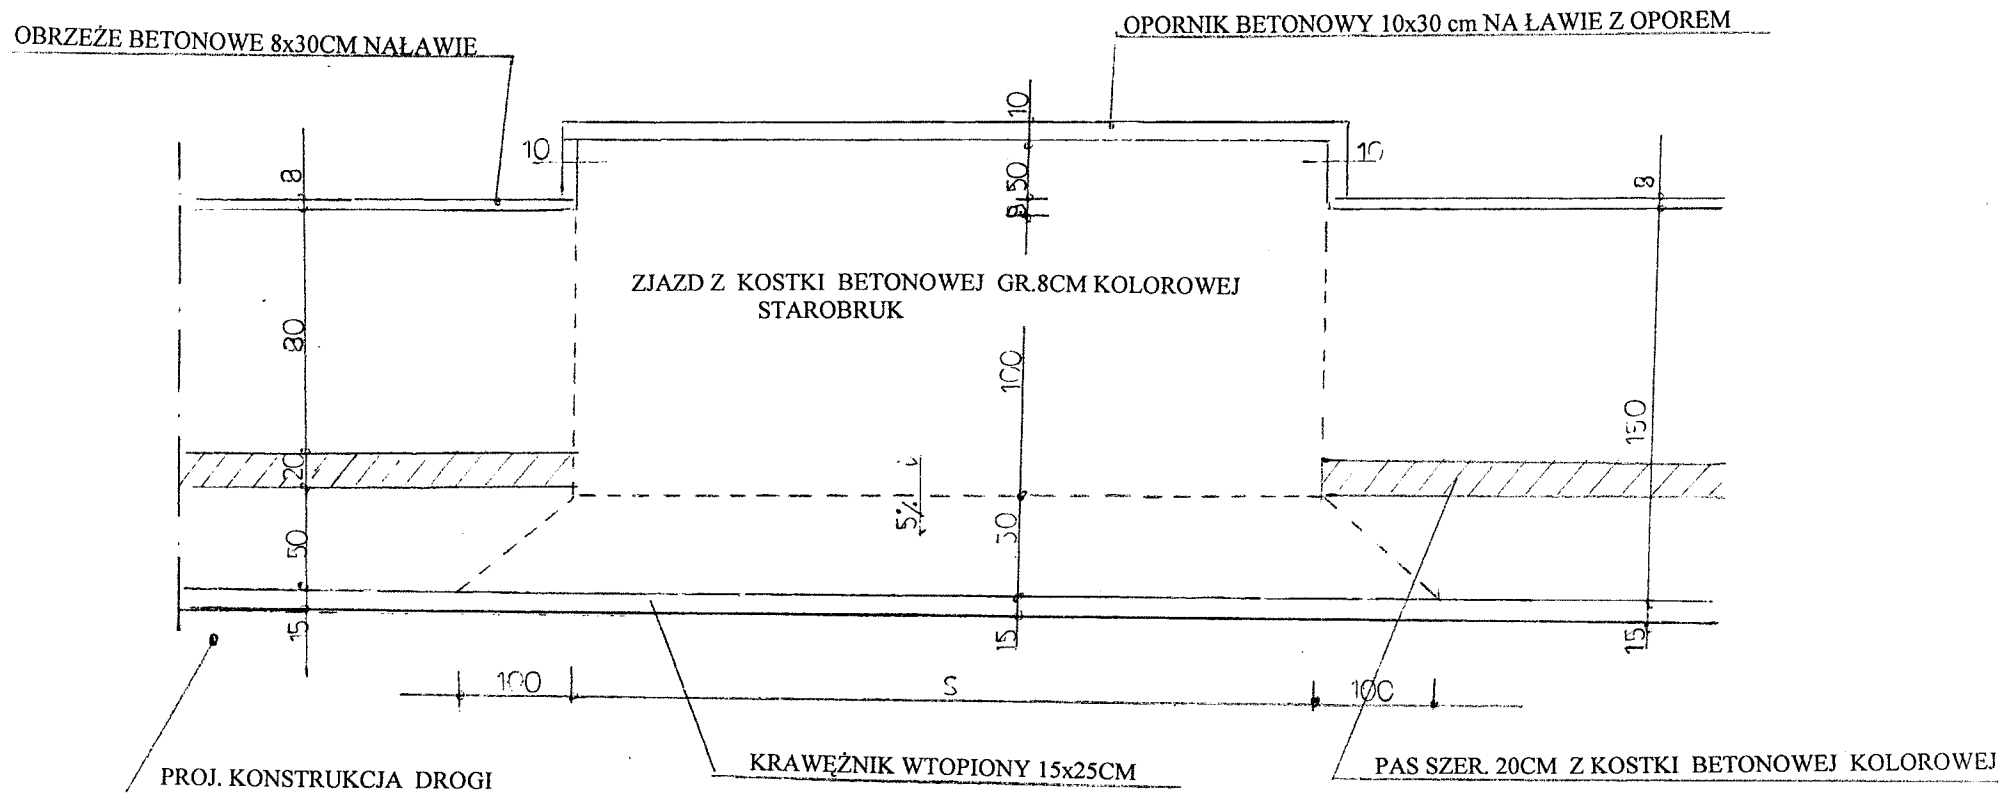 OBRZEŻE BETONOWE 8x30CM NAŁAWIE
OPORNIK BETONOWY 10x30 cm NA ŁAWIE Z OPOREM
10
10
10
8
50
8
8
ZJAZD Z KOSTKI BETONOWEJ GR.8CM KOLOROWEJ
STAROBRUK
80
100
150
20
5%
50
50
15
15
15
100
S
100
PROJ. KONSTRUKCJA DROGI
KRAWĘŻNIK WTOPIONY 15x25CM
PAS SZER. 20CM Z KOSTKI BETONOWEJ KOLOROWEJ